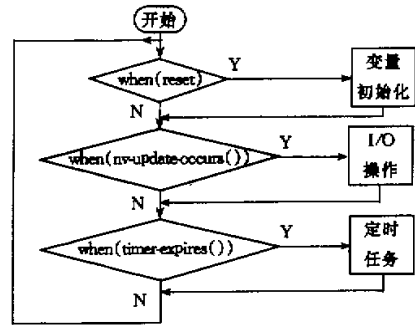 开始
when(reset)
Y
变量
初始化
N
when(nv-update-occurs())
Y
I/O
操作
N
when(timer-expires())
Y
定时
任务
N